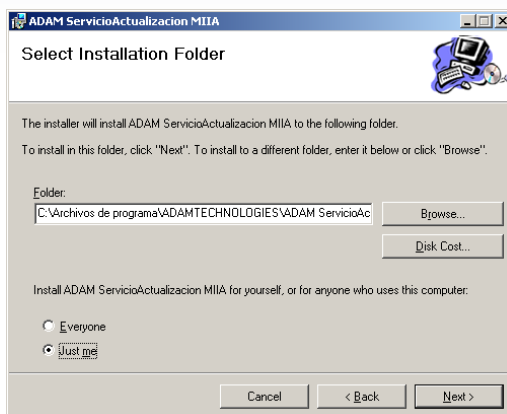 ADAM ServicioActualizacion MIIA
Select Installation Folder
The installer will install ADAM ServicioActualizacion MIIA to the following folder.
To install in this folder, click "Next". To install to a different folder, enter it below or click "Browse".
Folder:
C:\Archivos de programa\ADAMTECHNOLOGIES\ADAM ServicioAc
Browse...
Disk Cost...
Install ADAM ServicioActualizacion MIIA for yourself, or for anyone who uses this computer:
Everyone
Just me
Cancel
< Back
Next >